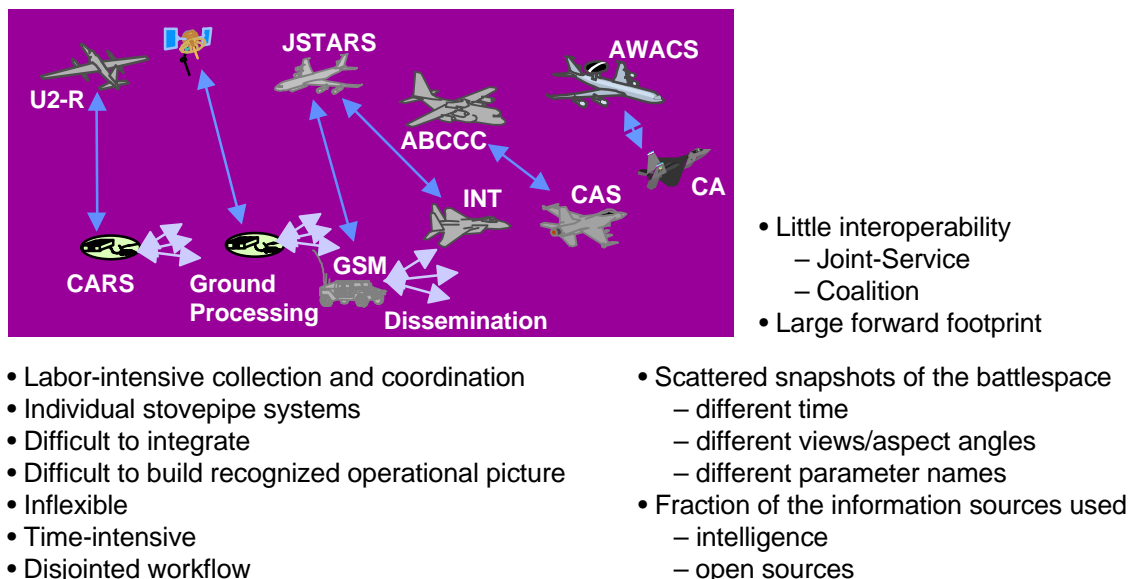 JSTARS
AWACS
U2-R
ABCCC
CA
INT
CAS
CARS
Ground
Processing
GSM
Dissemination
• Little interoperability
– Joint-Service
– Coalition
• Large forward footprint
• Labor-intensive collection and coordination
• Individual stovepipe systems
• Difficult to integrate
• Difficult to build recognized operational picture
• Inflexible
• Time-intensive
• Disjointed workflow
• Scattered snapshots of the battlespace
– different time
– different views/aspect angles
– different parameter names
• Fraction of the information sources used
– intelligence
– open sources